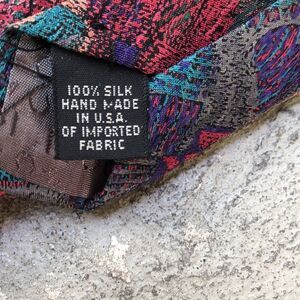 100% SILK
HAND MADE
IN U.S.A.
OF IMPORTED
FABRIC